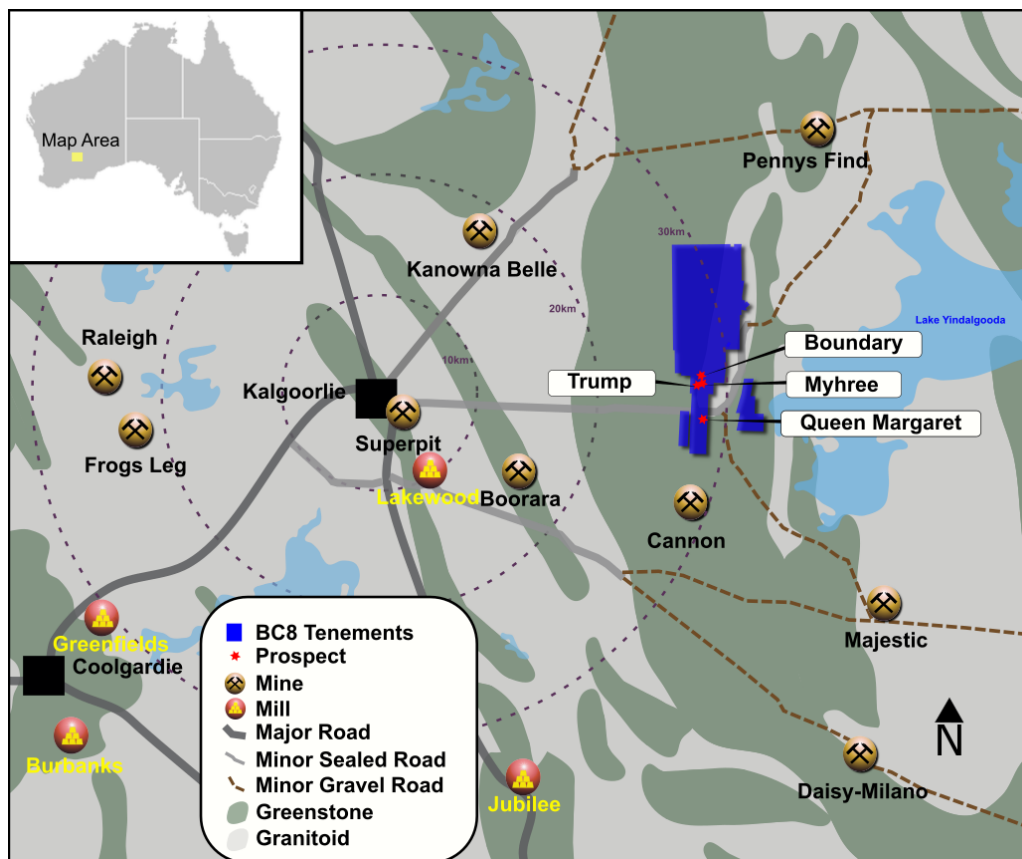 Map Area
Pennys Find
Kanowna Belle
30km
20km
10km
Lake Yindalgooda
Raleigh
Boundary
Trump
Myhree
Kalgoorlie
Queen Margaret
Superpit
Frogs Leg
Lakewood
Boorara
Cannon
Greenfields
Coolgardie
Majestic
Burbanks
Jubilee
Daisy-Milano
N
BC8 Tenements
Prospect
Mine
Mill
Major Road
Minor Sealed Road
Minor Gravel Road
Greenstone
Granitoid